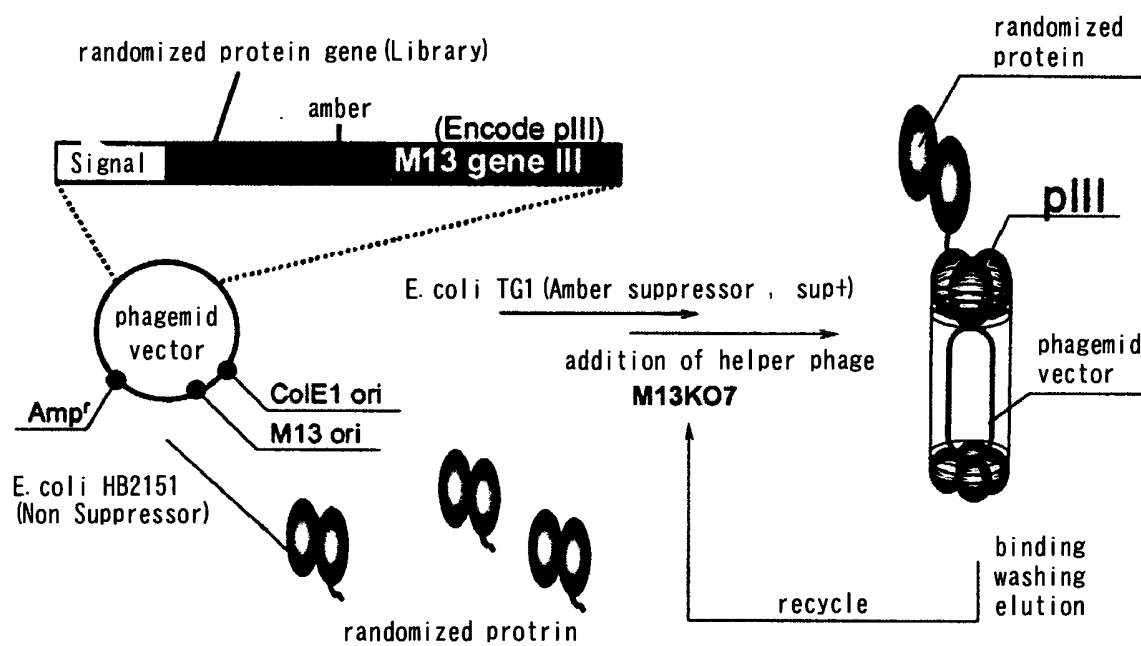 randomized protein gene(Library)
amber
(Encode pIII)
Signal
M13 gene III
randomized
protein
pIII
phagemid
vector
Ampʳ
ColE1 ori
M13 ori
E. coli TG1(Amber suppressor , sup+)
addition of helper phage
M13KO7
phagemid
vector
E. coli HB2151
(Non Suppressor)
randomized protrin
recycle
binding
washing
elution